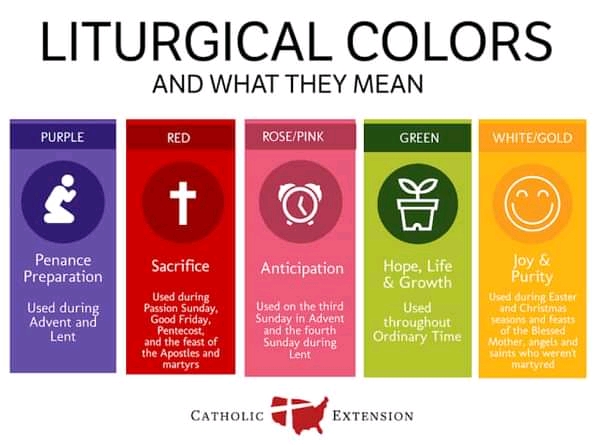 LITURGICAL COLORS
AND WHAT THEY MEAN
PURPLE
Penance
Preparation
Used during
Advent and
Lent
RED
Sacrifice
Used during
Passion Sunday,
Good Friday,
Pentecost,
and the feast of
the Apostles and
martyrs
ROSE/PINK
Anticipation
Used on the third
Sunday in Advent
and the fourth
Sunday during
Lent
GREEN
Hope, Life
& Growth
Used
throughout
Ordinary Time
WHITE/GOLD
Joy &
Purity
Used during Easter
and Christmas
seasons and feasts
of the Blessed
Mother, angels and
saints who weren't
martyred
CATHOLIC EXTENSION